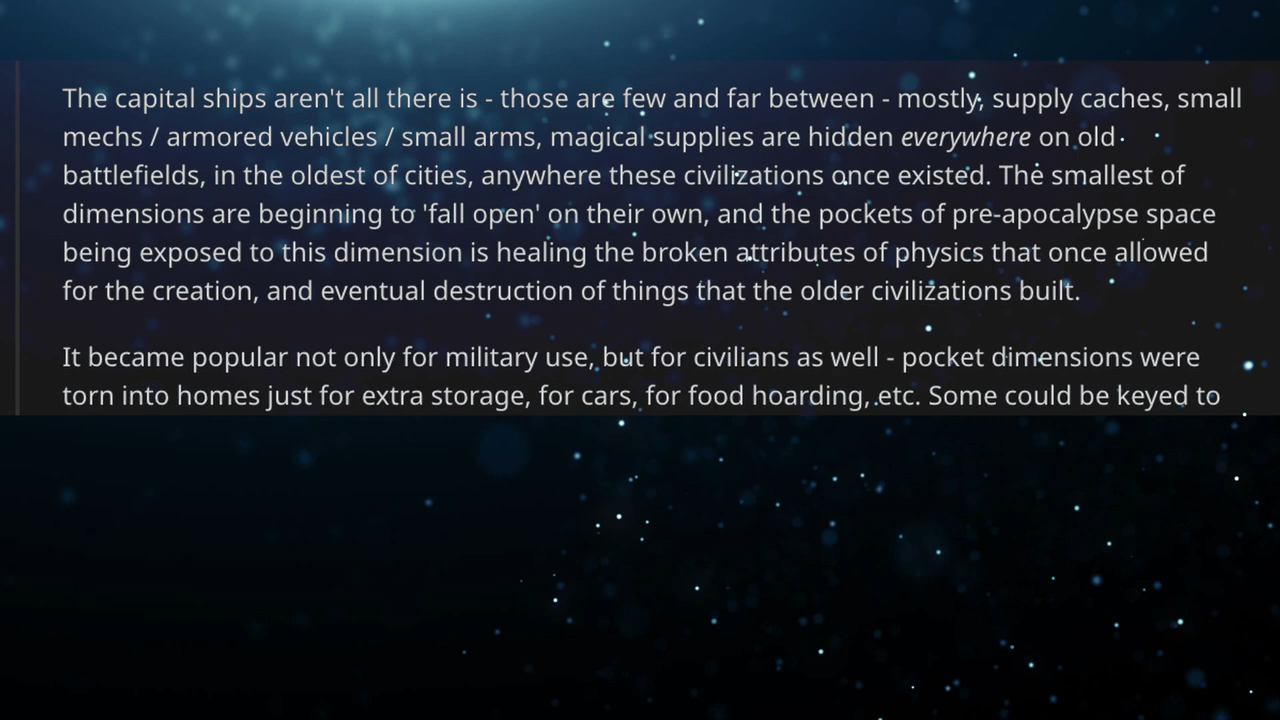 The capital ships aren't all there is - those are few and far between - mostly, supply caches, small
mechs / armored vehicles / small arms, magical supplies are hidden everywhere on old
battlefields, in the oldest of cities, anywhere these civilizations once existed. The smallest of
dimensions are beginning to 'fall open' on their own, and the pockets of pre-apocalypse space
being exposed to this dimension is healing the broken attributes of physics that once allowed
for the creation, and eventual destruction of things that the older civilizations built.
It became popular not only for military use, but for civilians as well - pocket dimensions were
torn into homes just for extra storage, for cars, for food hoarding, etc. Some could be keyed to